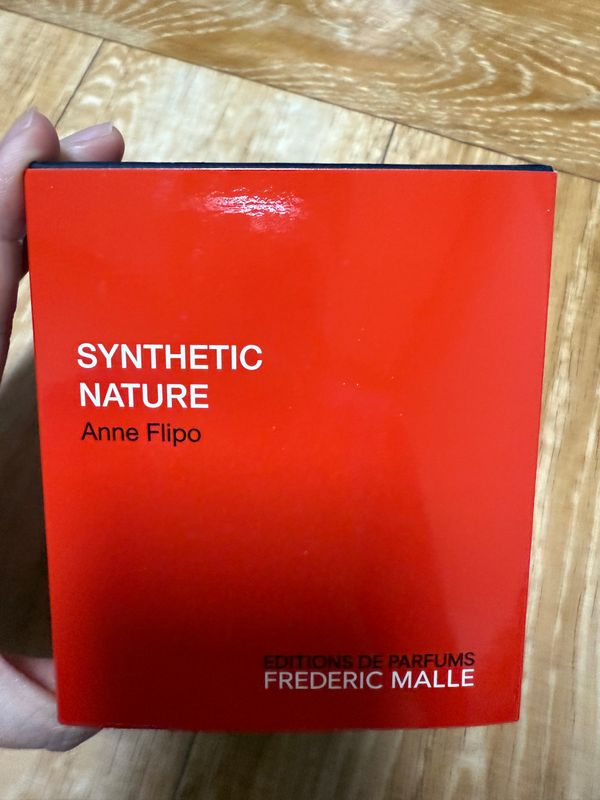 SYNTHETIC
NATURE
Anne Flipo
EDITIONS DE PARFUMS
FREDERIC MALLE